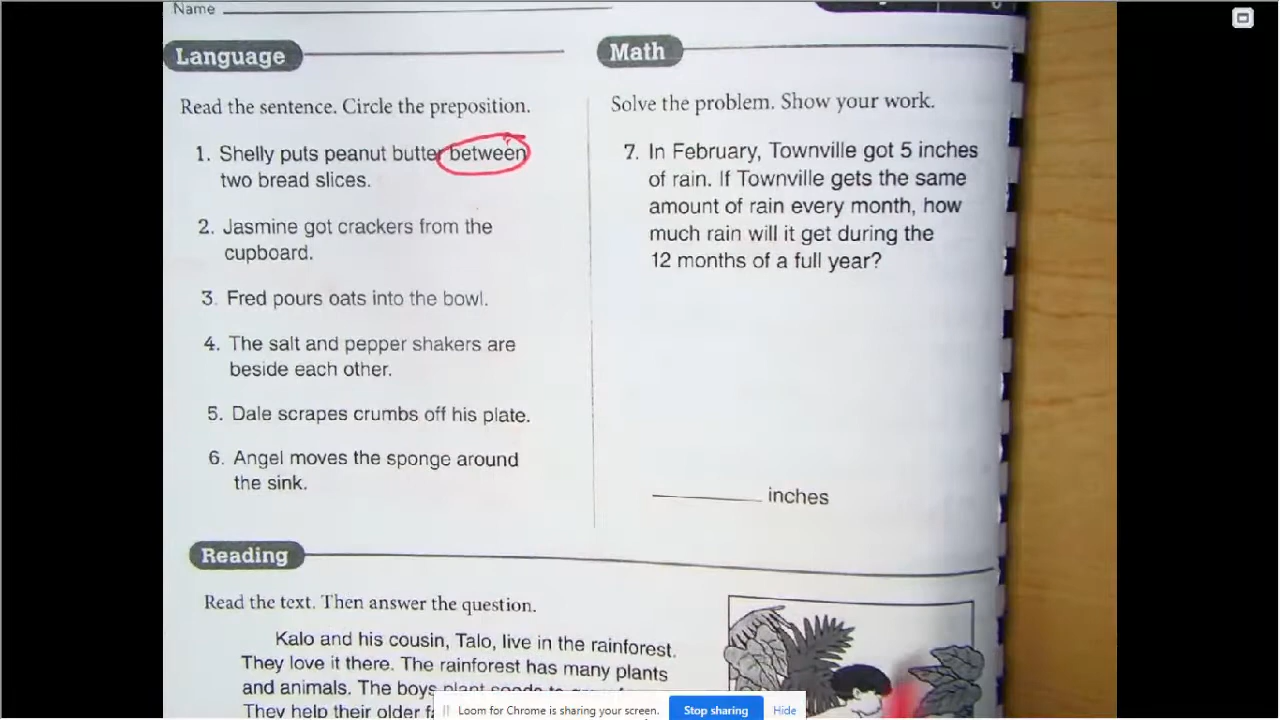 Name
Language
Read the sentence. Circle the preposition.
1. Shelly puts peanut butter between
two bread slices.
2. Jasmine got crackers from the
cupboard.
3. Fred pours oats into the bowl.
4. The salt and pepper shakers are
beside each other.
5. Dale scrapes crumbs off his plate.
6. Angel moves the sponge around
the sink.
Math
Solve the problem. Show your work.
7. In February, Townville got 5 inches
of rain. If Townville gets the same
amount of rain every month, how
much rain will it get during the
12 months of a full year?
inches
Reading
Read the text. Then answer the question.
Kalo and his cousin, Talo, live in the rainforest.
They love it there. The rainforest has many plants
and animals. The boys plant
They help their older
Loom for Chrome is sharing your screen.
Stop sharing
Hide